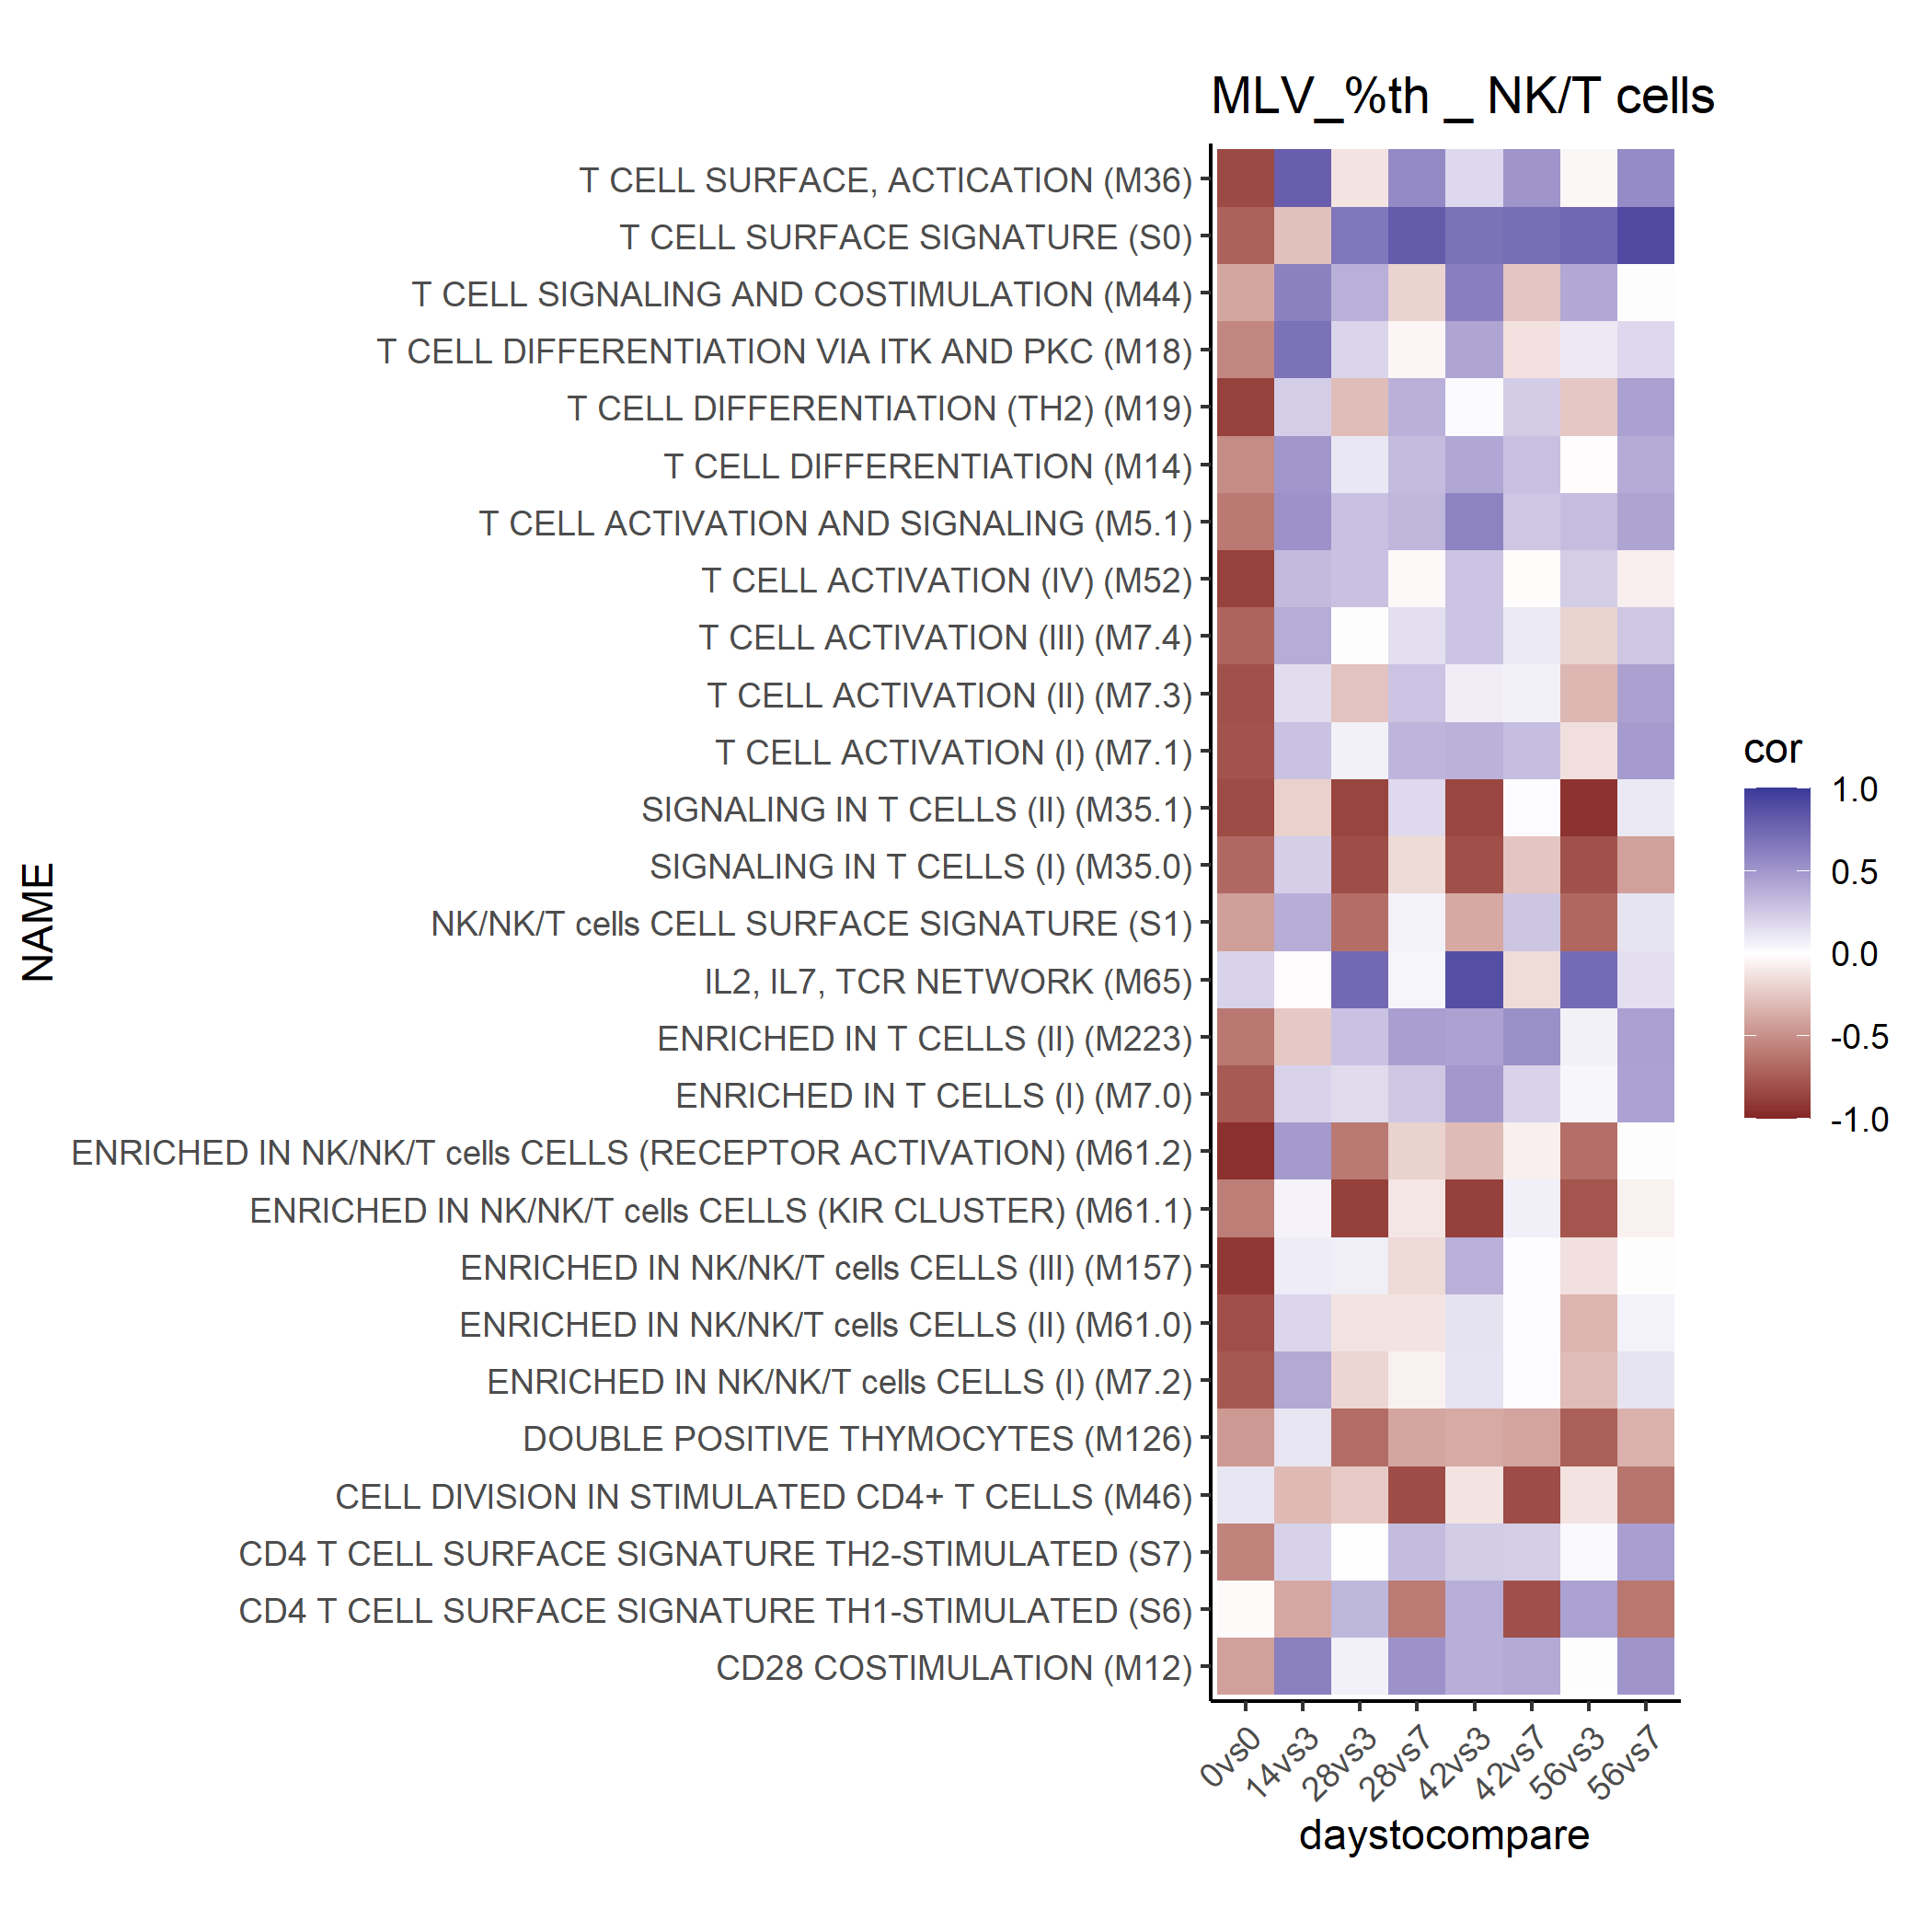 MLV_%th _ NK/T cells
T CELL SURFACE, ACTICATION (M36)
T CELL SURFACE SIGNATURE (S0)
T CELL SIGNALING AND COSTIMULATION (M44)
T CELL DIFFERENTIATION VIA ITK AND PKC (M18)
T CELL DIFFERENTIATION (TH2) (M19)
T CELL DIFFERENTIATION (M14)
T CELL ACTIVATION AND SIGNALING (M5.1)
T CELL ACTIVATION (IV) (M52)
T CELL ACTIVATION (III) (M7.4)
T CELL ACTIVATION (II) (M7.3)
T CELL ACTIVATION (I) (M7.1)
SIGNALING IN T CELLS (II) (M35.1)
SIGNALING IN T CELLS (I) (M35.0)
NK/NK/T cells CELL SURFACE SIGNATURE (S1)
IL2, IL7, TCR NETWORK (M65)
ENRICHED IN T CELLS (II) (M223)
ENRICHED IN T CELLS (I) (M7.0)
ENRICHED IN NK/NK/T cells CELLS (RECEPTOR ACTIVATION) (M61.2)
ENRICHED IN NK/NK/T cells CELLS (KIR CLUSTER) (M61.1)
ENRICHED IN NK/NK/T cells CELLS (III) (M157)
ENRICHED IN NK/NK/T cells CELLS (II) (M61.0)
ENRICHED IN NK/NK/T cells CELLS (I) (M7.2)
DOUBLE POSITIVE THYMOCYTES (M126)
CELL DIVISION IN STIMULATED CD4+ T CELLS (M46)
CD4 T CELL SURFACE SIGNATURE TH2-STIMULATED (S7)
CD4 T CELL SURFACE SIGNATURE TH1-STIMULATED (S6)
CD28 COSTIMULATION (M12)
NAME
0vs0
14vs3
28vs3
28vs7
42vs3
42vs7
56vs3
56vs7
daystocompare
cor
1.0
0.5
0.0
-0.5
-1.0